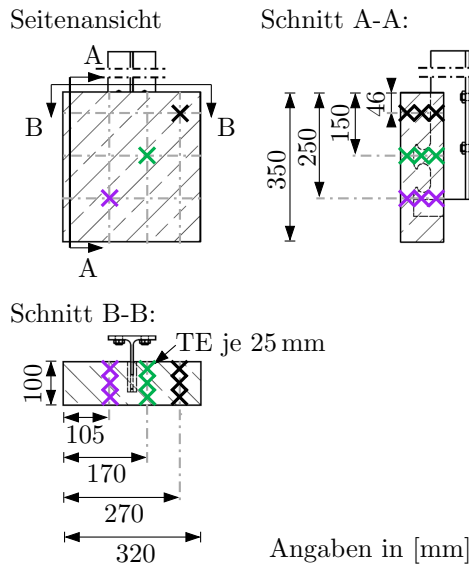 Seitenansicht
Schnitt A-A:
A
B
B
A
46
150
250
350
Schnitt B-B:
TE je 25 mm
100
105
170
270
320
Angaben in [mm]